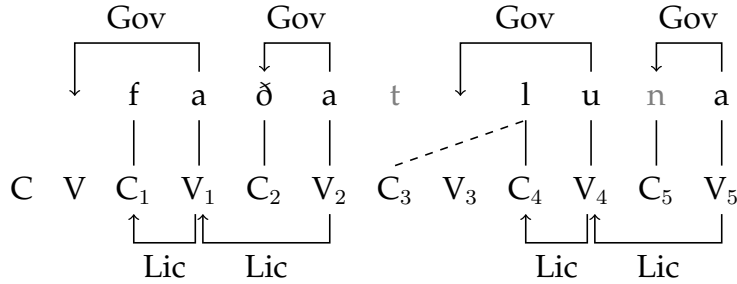 Gov Gov Gov Gov
f a ð a t l u n a
C V C₁ V₁ C₂ V₂ C₃ V₃ C₄ V₄ C₅ V₅
Lic Lic Lic Lic